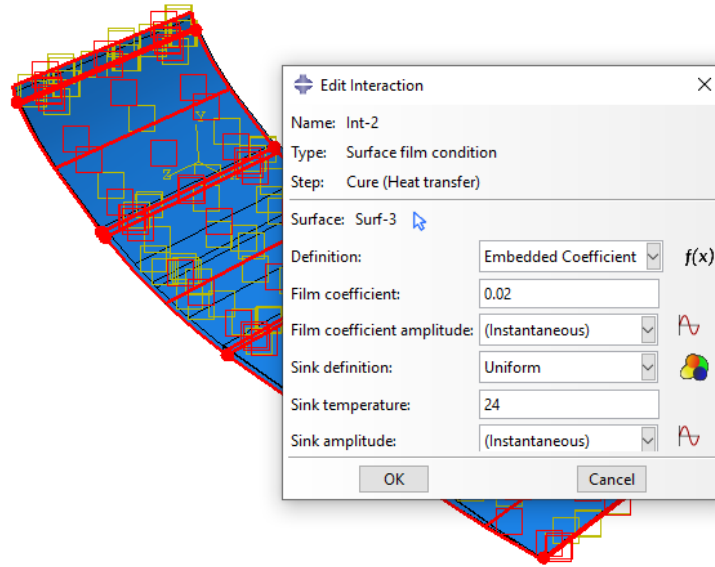 Edit Interaction
Name: Int-2
Type: Surface film condition
Step: Cure (Heat transfer)
Surface: Surf-3
Definition: Embedded Coefficient f(x)
Film coefficient: 0.02
Film coefficient amplitude: (Instantaneous)
Sink definition: Uniform
Sink temperature: 24
Sink amplitude: (Instantaneous)
OK Cancel
Y
Z